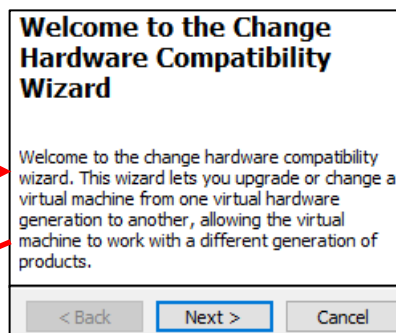 Welcome to the Change
Hardware Compatibility
Wizard
Welcome to the change hardware compatibility
wizard. This wizard lets you upgrade or change a
virtual machine from one virtual hardware
generation to another, allowing the virtual
machine to work with a different generation of
products.
< Back Next > Cancel